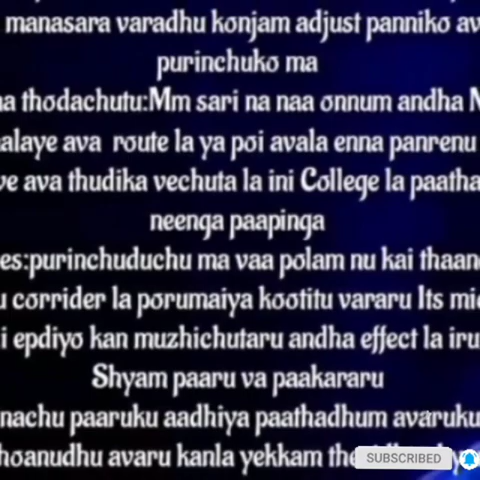 manasara varadhu konjam adjust panniko av
purinchuko ma
na thodachutu:Mm sari na naa onnum andha
alaye ava route la ya poi avala enna panrenu
ve ava thudika vechuta la ini College la paatha
neenga paapinga
es:purinchuduchu ma vaa polam nu kai thaan
u corrider la porumaiya kootitu vararu Its mi
i epdiyo kan muzhichutaru andha effect la iru
Shyam paaru va paakararu
nachu paaruku aadhiya paathadhum avaruku
hoanudhu avaru kanla yekkam the
SUBSCRIBED